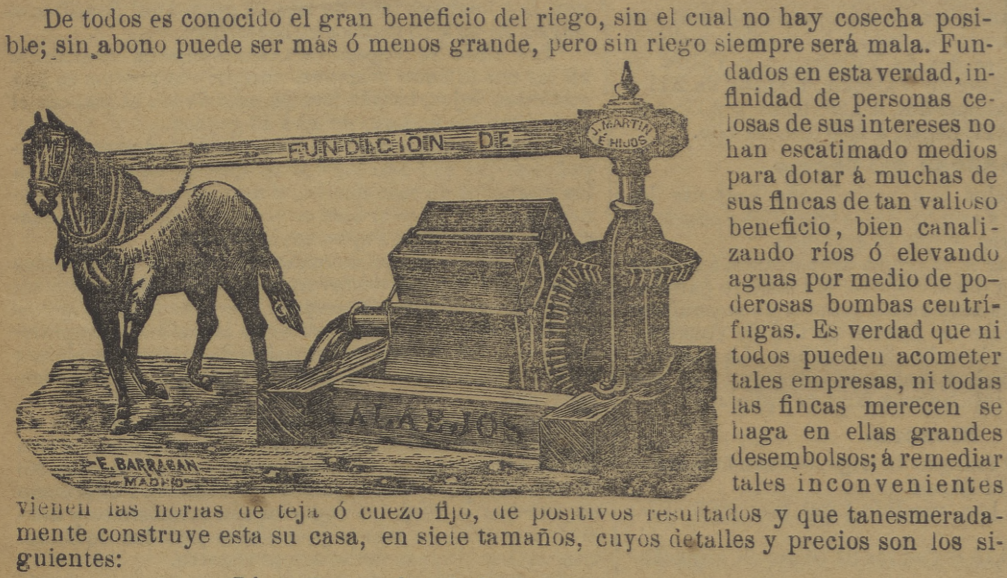 De todos es conocido el gran beneficio del riego, sin el cual no hay cosecha posi-
ble; sin abono puede ser más ó menos grande, pero sin riego siempre será mala. Fun-
dados en esta verdad, in-
finidad de personas ce-
losas de sus intereses no
han escatimado medios
para dotar á muchas de
sus fincas de tan valioso
beneficio, bien canali-
zando ríos ó elevando
aguas por medio de po-
derosas bombas centrí-
fugas. Es verdad que ni
todos pueden acometer
tales empresas, ni todas
las fincas merecen se
haga en ellas grandes
desembolsos; á remediar
tales inconvenientes
FUNDICION DE
J. MARTIN
E HIJOS
ALAEJOS
E. BARRABAN
MADRID
vienen las norias de teja ó cuezo fijo, de positivos resultados y que tanesmerada-
mente construye esta su casa, en siete tamaños, cuyos detalles y precios son los si-
guientes: